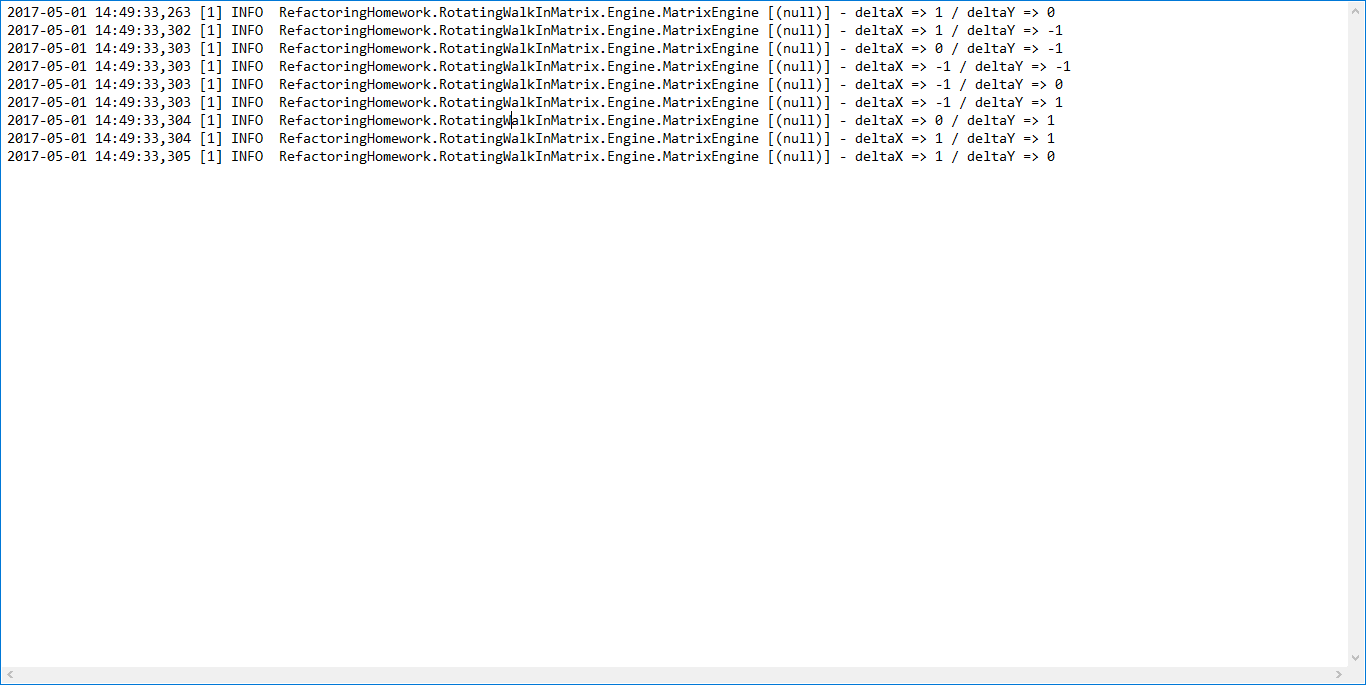 2017-05-01 14:49:33,263 [1] INFO  RefactoringHomework.RotatingWalkInMatrix.Engine.MatrixEngine [(null)] - deltaX => 1 / deltaY => 0
2017-05-01 14:49:33,302 [1] INFO  RefactoringHomework.RotatingWalkInMatrix.Engine.MatrixEngine [(null)] - deltaX => 1 / deltaY => -1
2017-05-01 14:49:33,303 [1] INFO  RefactoringHomework.RotatingWalkInMatrix.Engine.MatrixEngine [(null)] - deltaX => 0 / deltaY => -1
2017-05-01 14:49:33,303 [1] INFO  RefactoringHomework.RotatingWalkInMatrix.Engine.MatrixEngine [(null)] - deltaX => -1 / deltaY => -1
2017-05-01 14:49:33,303 [1] INFO  RefactoringHomework.RotatingWalkInMatrix.Engine.MatrixEngine [(null)] - deltaX => -1 / deltaY => 0
2017-05-01 14:49:33,303 [1] INFO  RefactoringHomework.RotatingWalkInMatrix.Engine.MatrixEngine [(null)] - deltaX => -1 / deltaY => 1
2017-05-01 14:49:33,304 [1] INFO  RefactoringHomework.RotatingWalkInMatrix.Engine.MatrixEngine [(null)] - deltaX => 0 / deltaY => 1
2017-05-01 14:49:33,304 [1] INFO  RefactoringHomework.RotatingWalkInMatrix.Engine.MatrixEngine [(null)] - deltaX => 1 / deltaY => 1
2017-05-01 14:49:33,305 [1] INFO  RefactoringHomework.RotatingWalkInMatrix.Engine.MatrixEngine [(null)] - deltaX => 1 / deltaY => 0